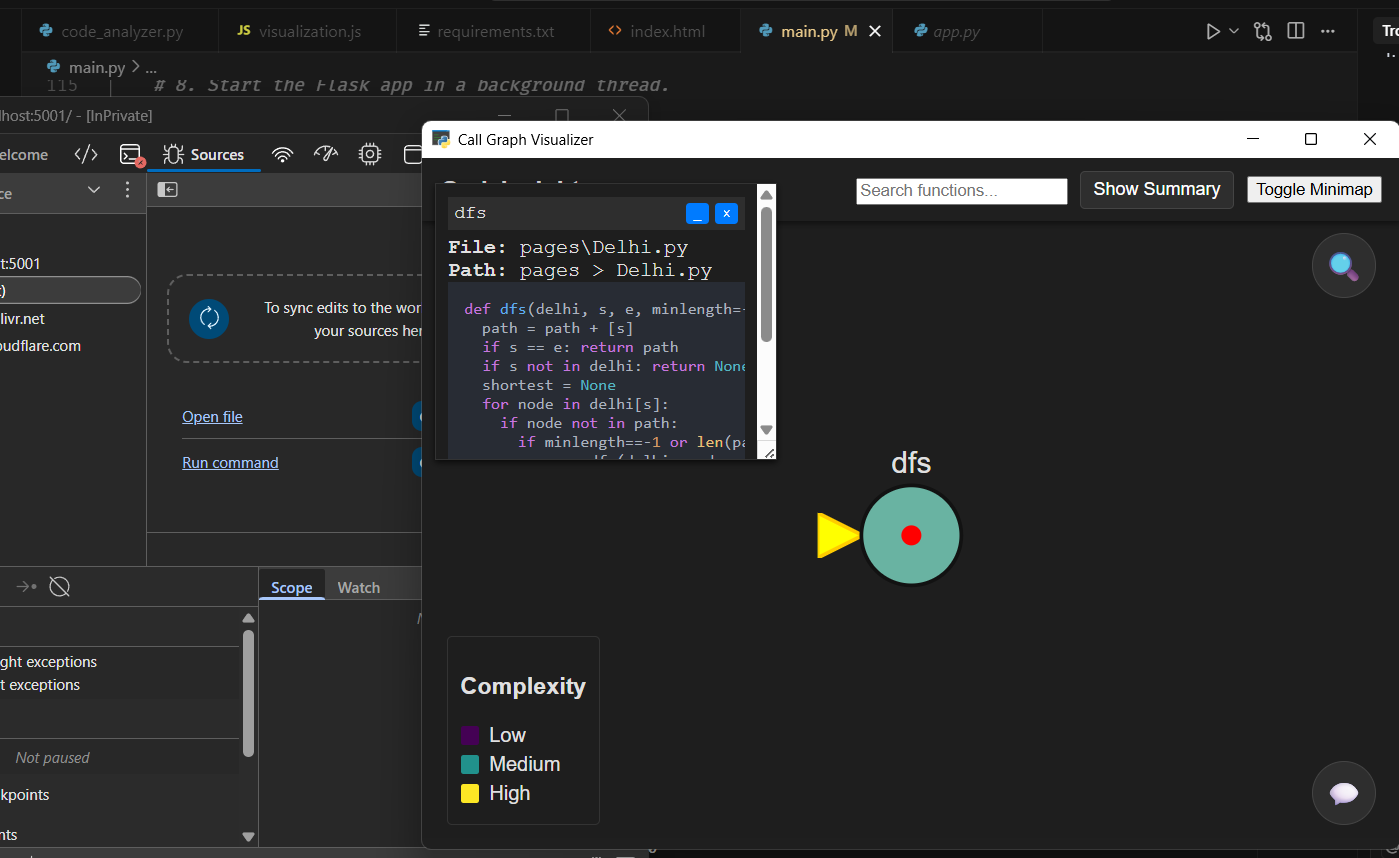 code_analyzer.py
JS visualization.js
requirements.txt
index.html
main.py M
app.py
main.py > ...
115 # 8. Start the Flask app in a background thread.
lhost:5001/ - [InPrivate]
elcome
Sources
ce
t:5001
t)
livr.net
oudflare.com
To sync edits to the wor
your sources her
Open file
Run command
Scope
Watch
ght exceptions
t exceptions
Not paused
kpoints
nts
Call Graph Visualizer
Search functions...
Show Summary
Toggle Minimap
dfs
_
x
File: pages\Delhi.py
Path: pages > Delhi.py
def dfs(delhi, s, e, minlength=-
path = path + [s]
if s == e: return path
if s not in delhi: return None
shortest = None
for node in delhi[s]:
if node not in path:
if minlength==-1 or len(pa
dfs
Complexity
Low
Medium
High